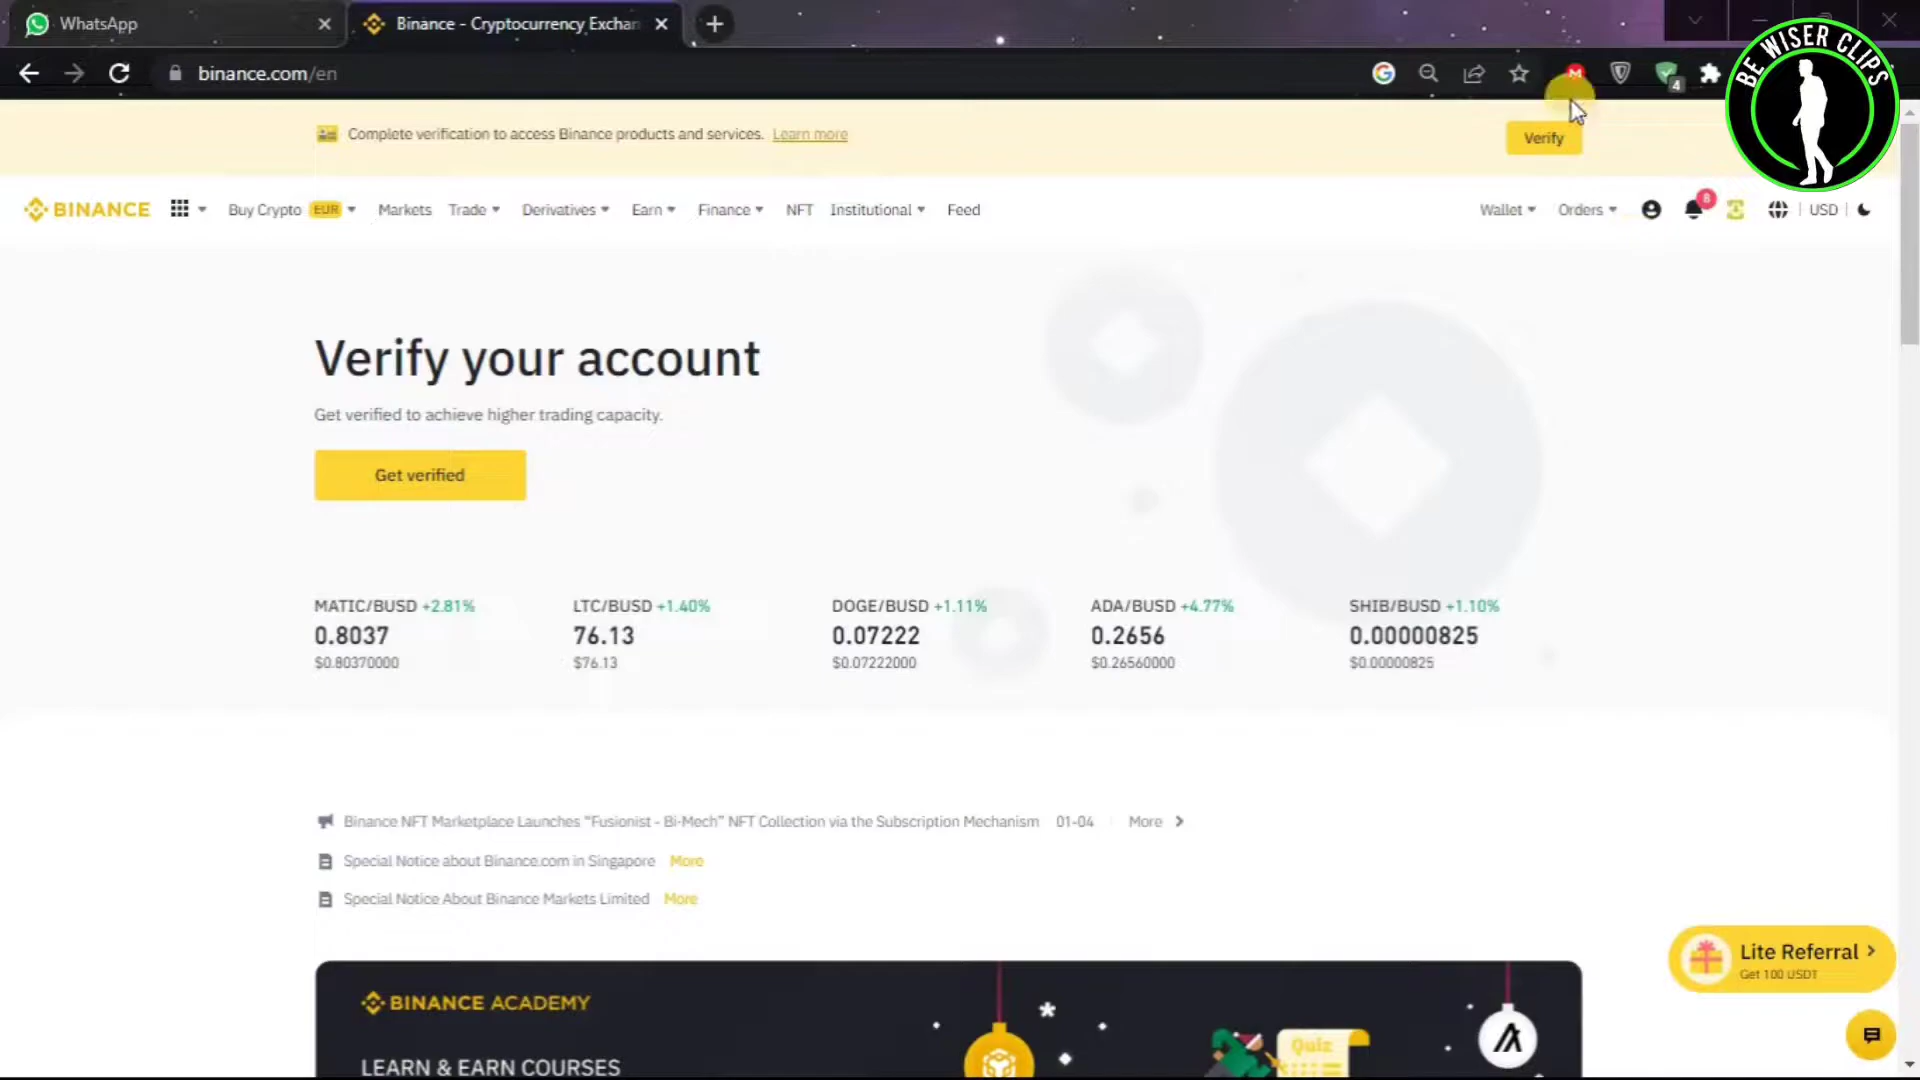 WhatsApp
Binance - Cryptocurrency Exchan
binance.com/en
4
BE WISER CLIPS
Complete verification to access Binance products and services. Learn more
Verify
BINANCE
Buy Crypto EUR
Markets
Trade
Derivatives
Earn
Finance
NFT
Institutional
Feed
Wallet
Orders
8
USD
Verify your account
Get verified to achieve higher trading capacity.
Get verified
MATIC/BUSD +2.81%
0.8037
$0.80370000
LTC/BUSD +1.40%
76.13
$76.13
DOGE/BUSD +1.11%
0.07222
$0.07222000
ADA/BUSD +4.77%
0.2656
$0.26560000
SHIB/BUSD +1.10%
0.00000825
$0.00000825
Binance NFT Marketplace Launches "Fusionist - Bi-Mech" NFT Collection via the Subscription Mechanism 01-04 More
Special Notice about Binance.com in Singapore More
Special Notice About Binance Markets Limited More
Lite Referral
Get 100 USDT
BINANCE ACADEMY
LEARN & EARN COURSES
Quiz